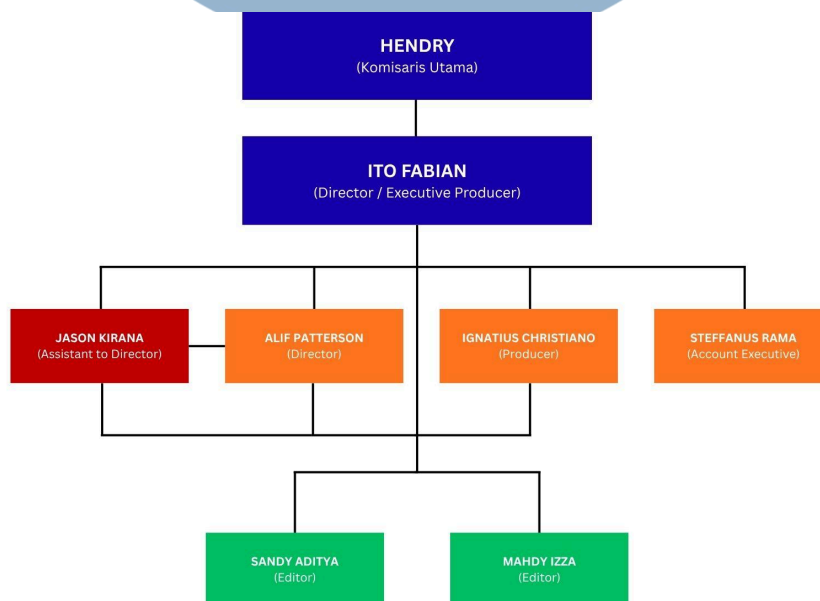 HENDRY
(Komisaris Utama)
ITO FABIAN
(Director / Executive Producer)
JASON KIRANA
(Assistant to Director)
ALIF PATTERSON
(Director)
IGNATIUS CHRISTIANO
(Producer)
STEFFANUS RAMA
(Account Executive)
SANDY ADITYA
(Editor)
MAHDY IZZA
(Editor)